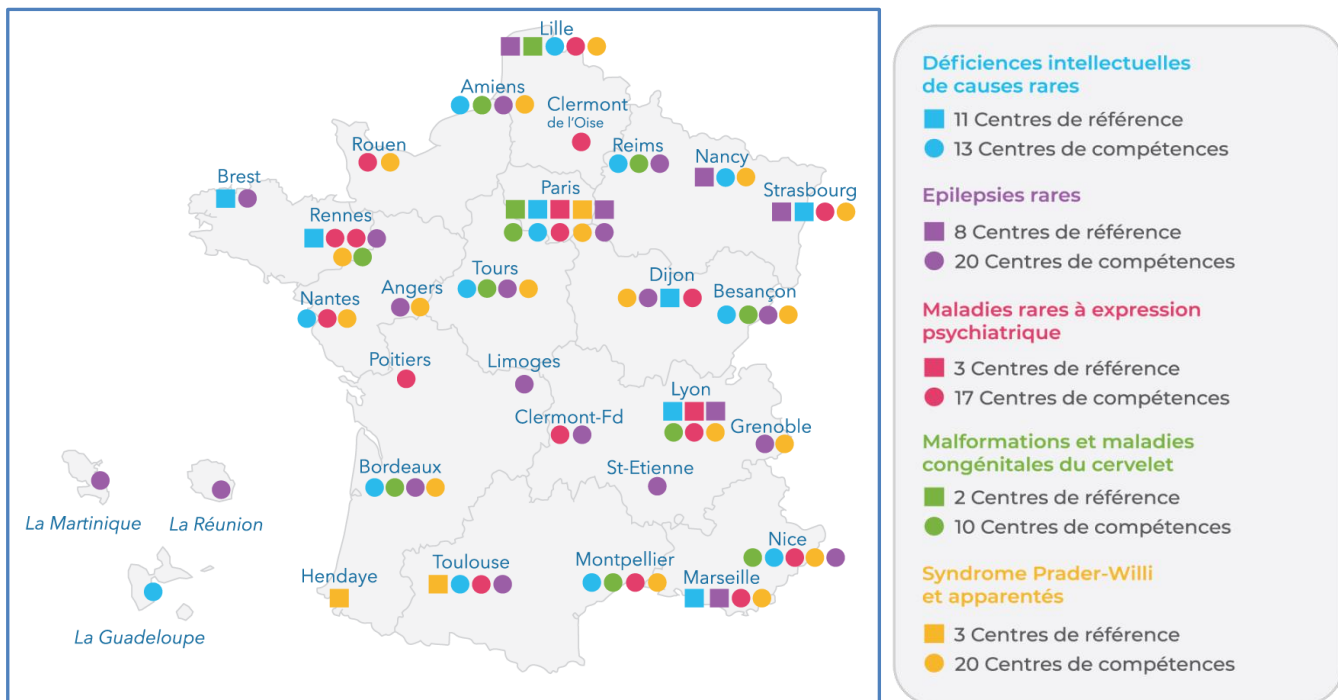 Lille
Amiens
Clermont
de l'Oise
Rouen
Reims
Nancy
Brest
Paris
Strasbourg
Rennes
Tours
Dijon
Angers
Besançon
Nantes
Poitiers
Limoges
Lyon
Clermont-Fd
Grenoble
Bordeaux
St-Etienne
La Martinique
La Réunion
Nice
Hendaye
Toulouse
Montpellier
Marseille
La Guadeloupe
Déficiences intellectuelles
de causes rares
11 Centres de référence
13 Centres de compétences
Epilepsies rares
8 Centres de référence
20 Centres de compétences
Maladies rares à expression
psychiatrique
3 Centres de référence
17 Centres de compétences
Malformations et maladies
congénitales du cervelet
2 Centres de référence
10 Centres de compétences
Syndrome Prader-Willi
et apparentés
3 Centres de référence
20 Centres de compétences